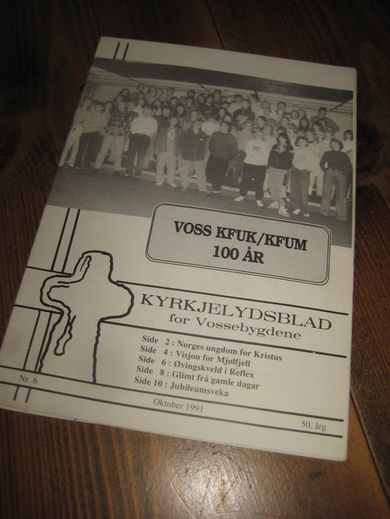 VOSS KFUK/KFUM
100 ÅR
KYRKJELYDSBLAD
for Vossebygdene
Side 2 : Norges ungdom for Kristus
Side 4 : Visjon for Mjølfjell
Side 6 : Øvingskveld i Reflex
Side 8 : Glimt frå gamle dagar
Side 10 : Jubileumsveka
Nr. 6
Oktober 1991
50. årg